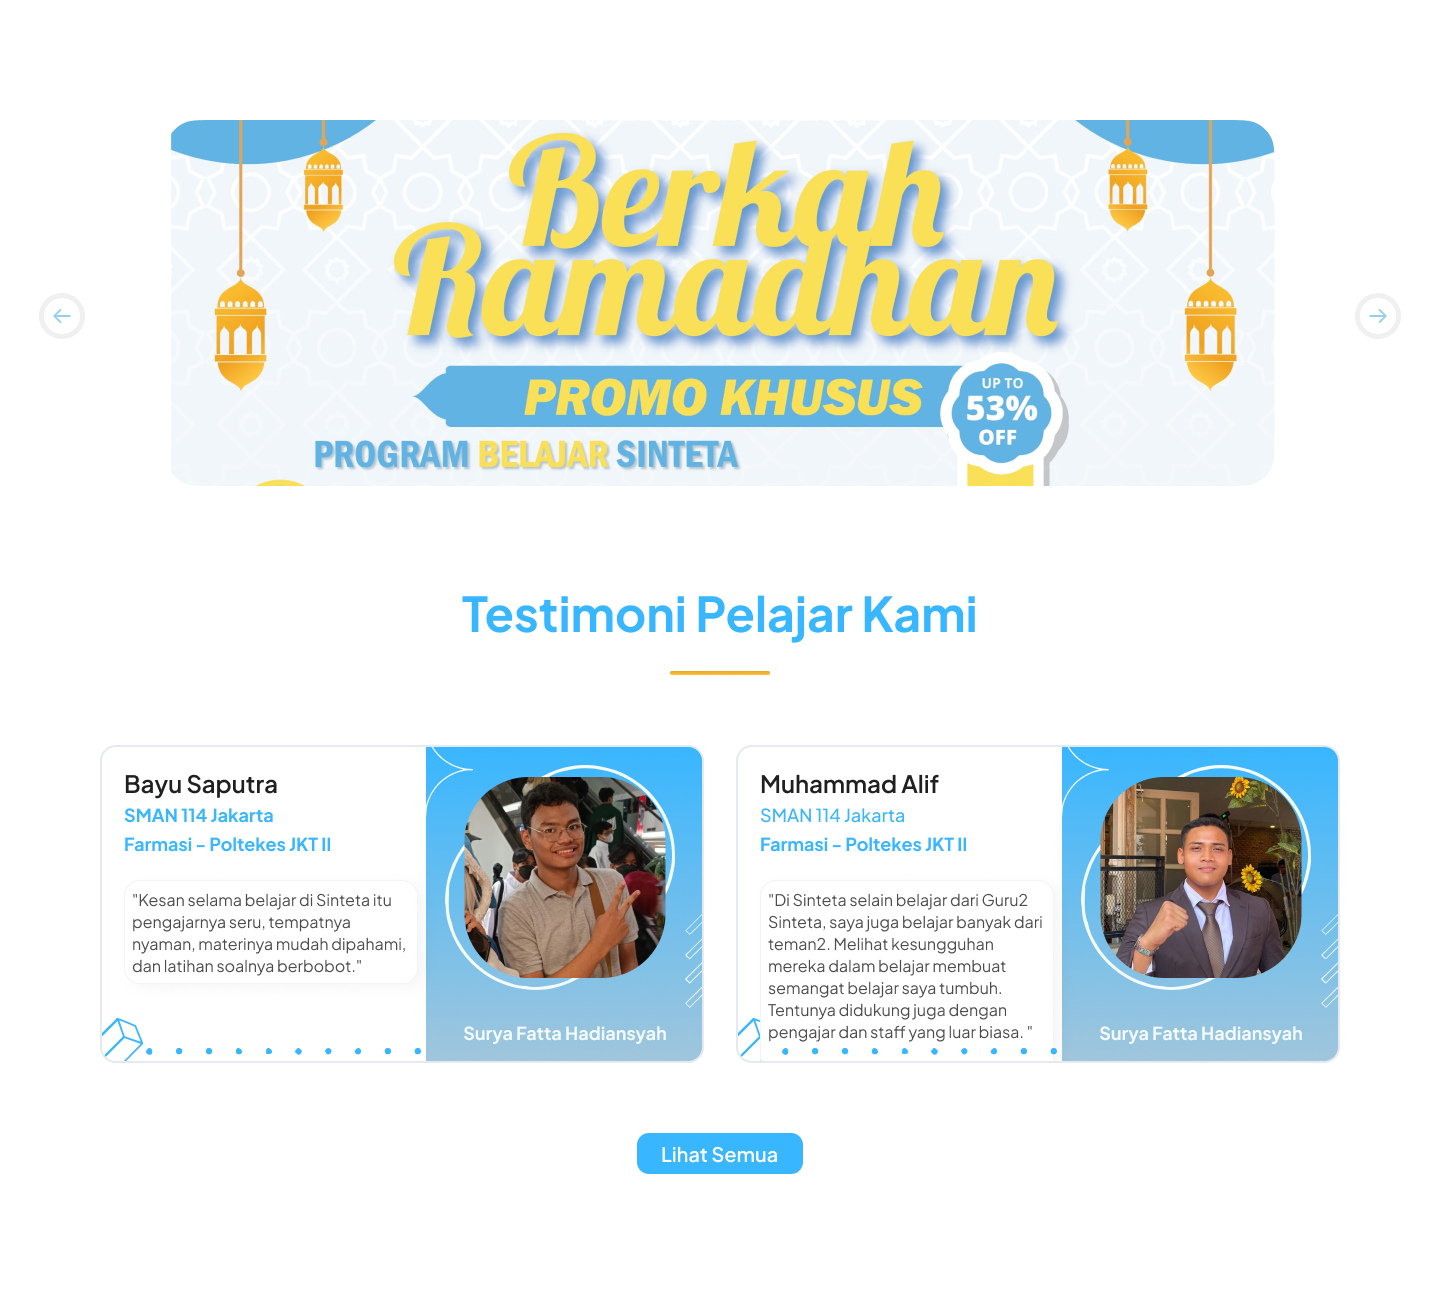 Berkah
Ramadhan
PROMO KHUSUS
UP TO
53%
OFF
PROGRAM BELAJAR SINTETA
Testimoni Pelajar Kami
Bayu Saputra
SMAN 114 Jakarta
Farmasi - Poltekes JKT II
"Kesan selama belajar di Sinteta itu
pengajarnya seru, tempatnya
nyaman, materinya mudah dipahami,
dan latihan soalnya berbobot."
Surya Fatta Hadiansyah
Muhammad Alif
SMAN 114 Jakarta
Farmasi - Poltekes JKT II
"Di Sinteta selain belajar dari Guru2
Sinteta, saya juga belajar banyak dari
teman2. Melihat kesungguhan
mereka dalam belajar membuat
semangat belajar saya tumbuh.
Tentunya didukung juga dengan
pengajar dan staff yang luar biasa. "
Surya Fatta Hadiansyah
Lihat Semua